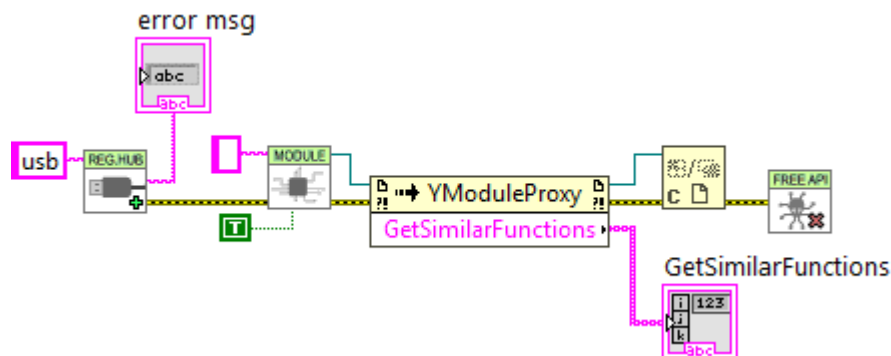 error msg
abc
abc
usb
REG.HUB
MODULE
T
?!
YModuleProxy
?!
GetSimilarFunctions
C
FREE API
GetSimilarFunctions
i
123
j
k
abc